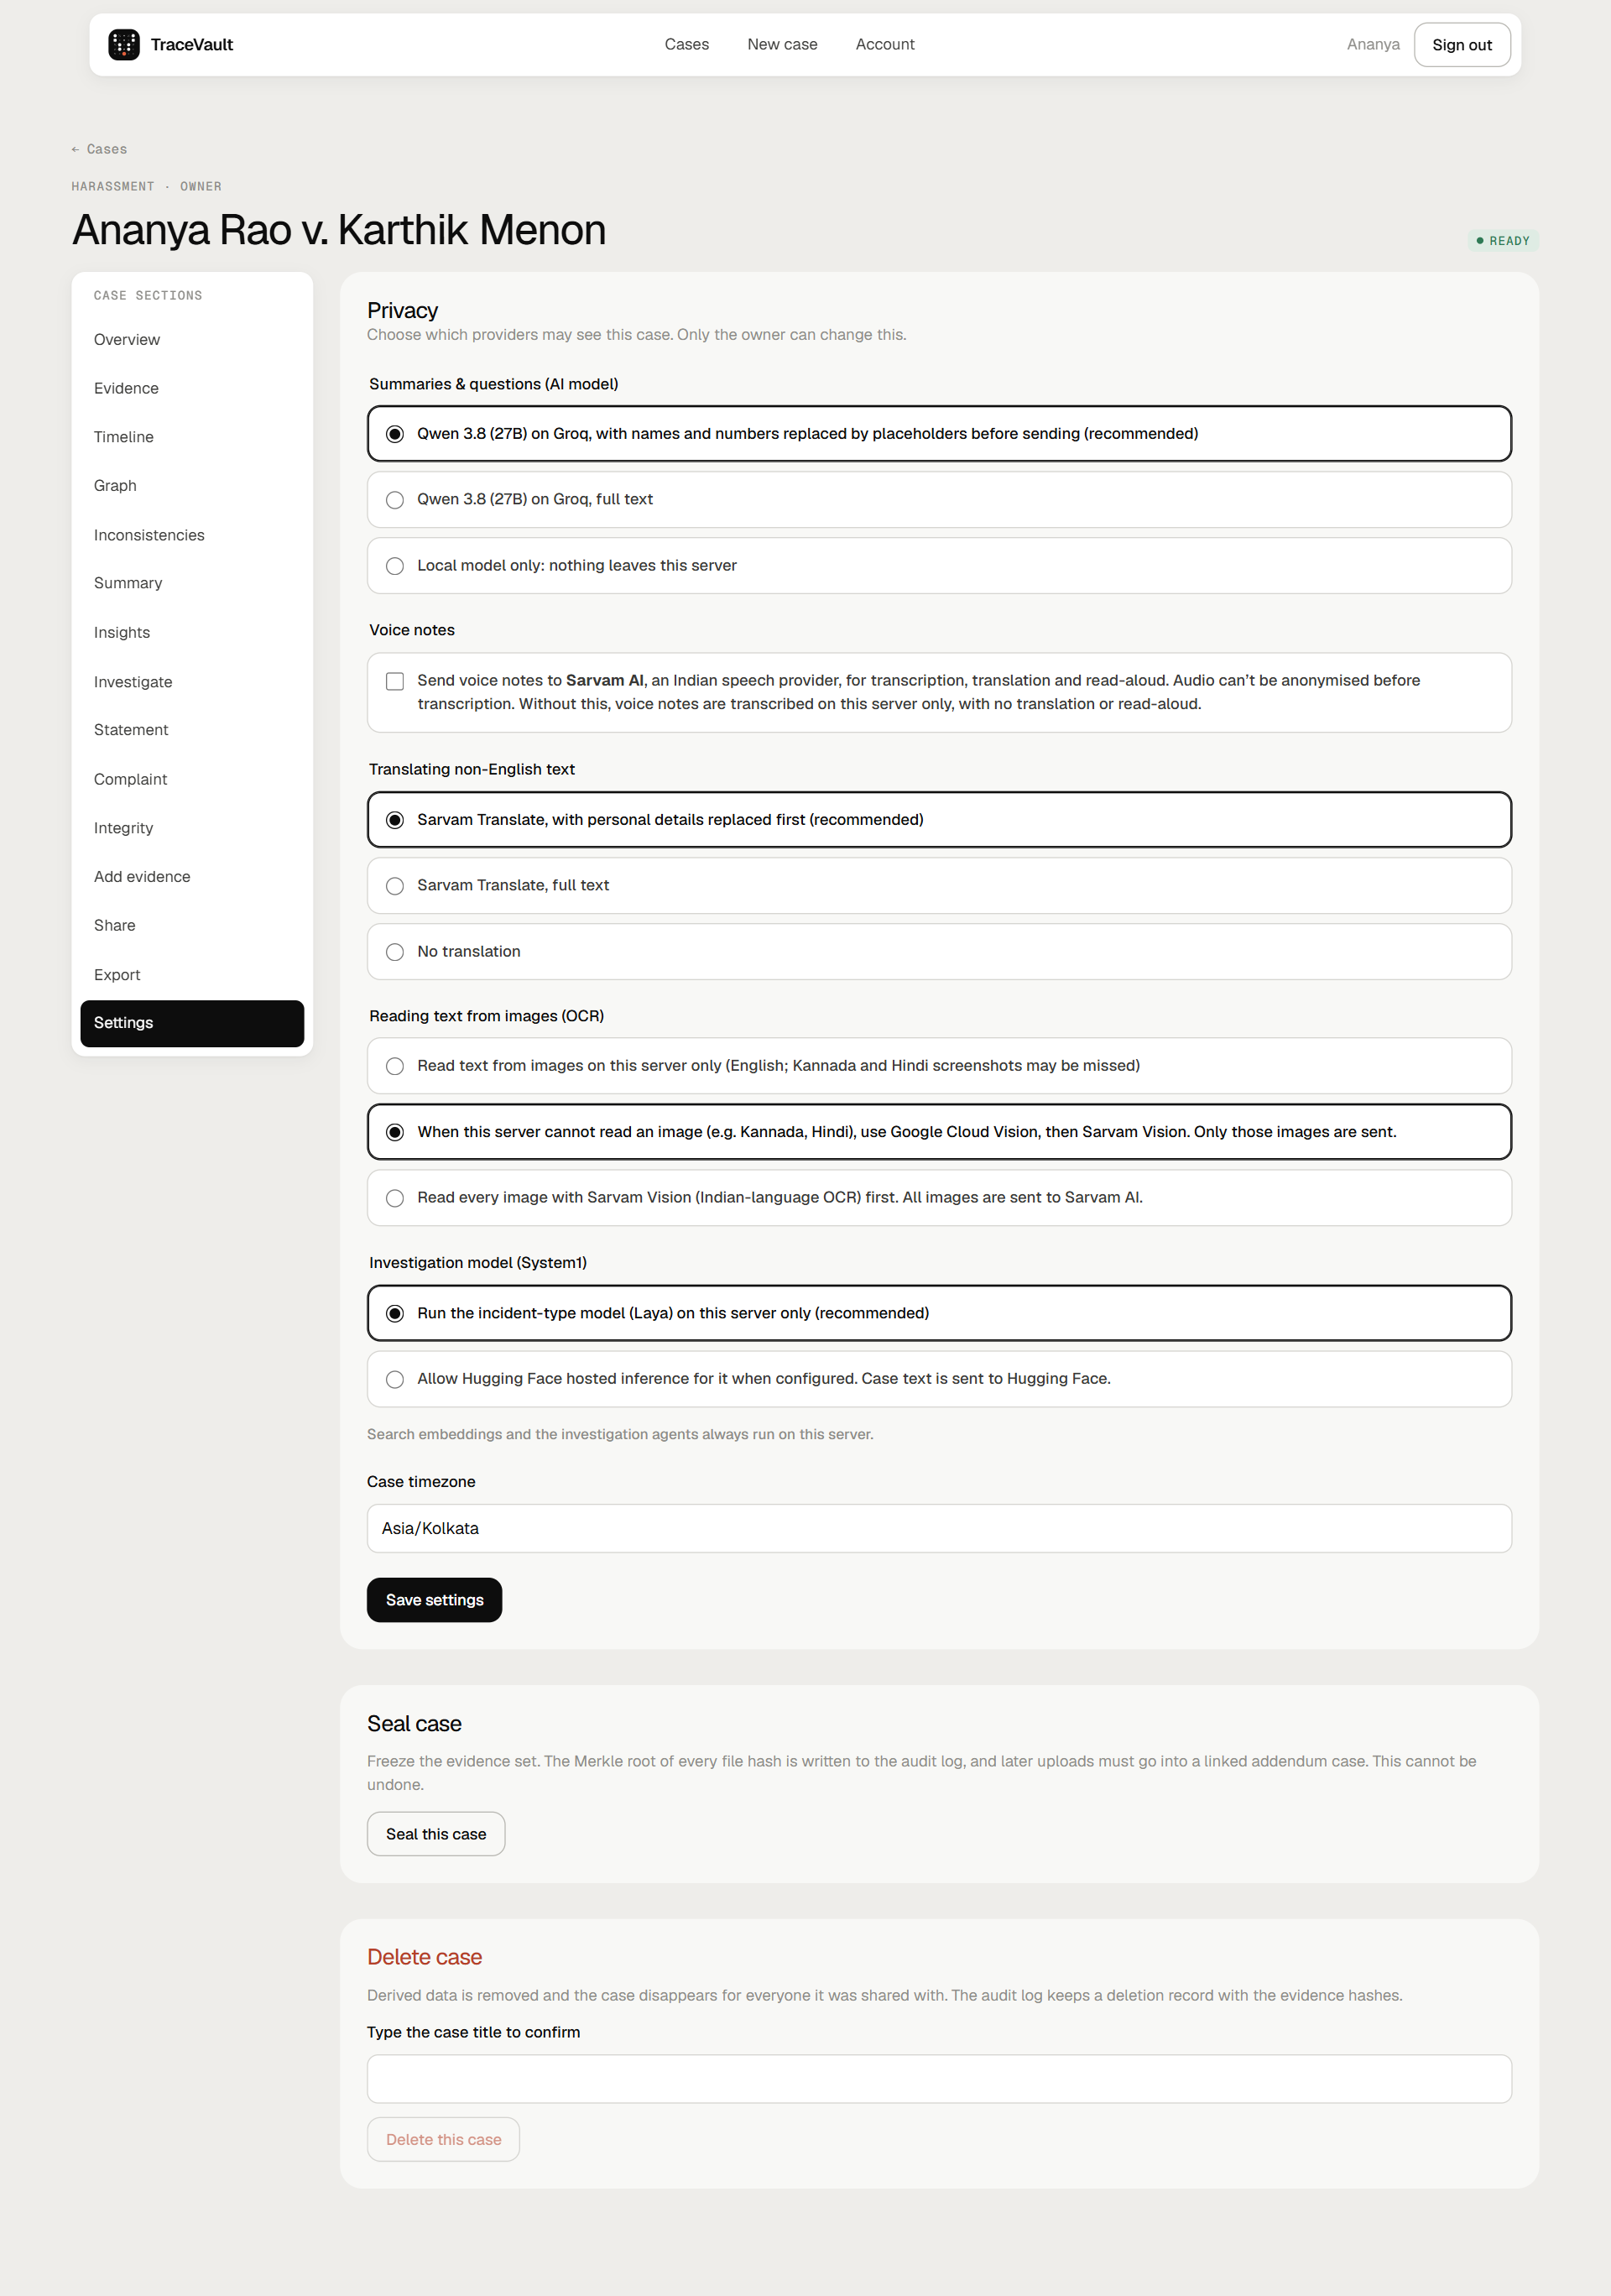 TraceVault
Cases
New case
Account
Ananya
Sign out
← Cases
HARASSMENT · OWNER
Ananya Rao v. Karthik Menon
READY
CASE SECTIONS
Overview
Evidence
Timeline
Graph
Inconsistencies
Summary
Insights
Investigate
Statement
Complaint
Integrity
Add evidence
Share
Export
Settings
Privacy
Choose which providers may see this case. Only the owner can change this.
Summaries & questions (AI model)
Qwen 3.8 (27B) on Groq, with names and numbers replaced by placeholders before sending (recommended)
Qwen 3.8 (27B) on Groq, full text
Local model only: nothing leaves this server
Voice notes
Send voice notes to Sarvam AI, an Indian speech provider, for transcription, translation and read-aloud. Audio can’t be anonymised before
transcription. Without this, voice notes are transcribed on this server only, with no translation or read-aloud.
Translating non-English text
Sarvam Translate, with personal details replaced first (recommended)
Sarvam Translate, full text
No translation
Reading text from images (OCR)
Read text from images on this server only (English; Kannada and Hindi screenshots may be missed)
When this server cannot read an image (e.g. Kannada, Hindi), use Google Cloud Vision, then Sarvam Vision. Only those images are sent.
Read every image with Sarvam Vision (Indian-language OCR) first. All images are sent to Sarvam AI.
Investigation model (System1)
Run the incident-type model (Laya) on this server only (recommended)
Allow Hugging Face hosted inference for it when configured. Case text is sent to Hugging Face.
Search embeddings and the investigation agents always run on this server.
Case timezone
Asia/Kolkata
Save settings
Seal case
Freeze the evidence set. The Merkle root of every file hash is written to the audit log, and later uploads must go into a linked addendum case. This cannot be
undone.
Seal this case
Delete case
Derived data is removed and the case disappears for everyone it was shared with. The audit log keeps a deletion record with the evidence hashes.
Type the case title to confirm
Delete this case